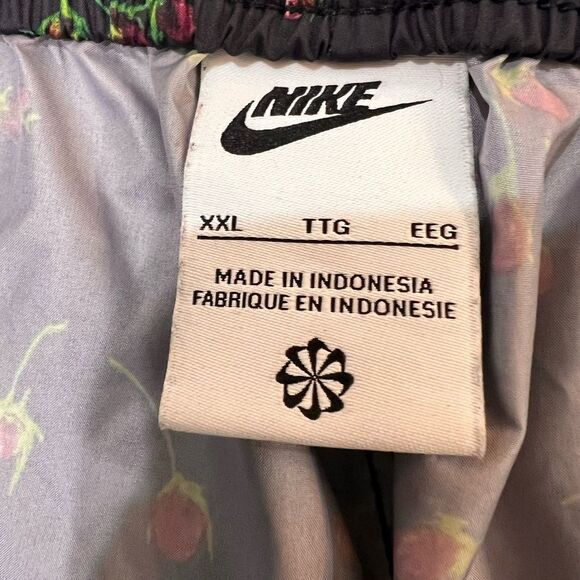 NIKE
XXL TTG EEG
MADE IN INDONESIA
FABRIQUE EN INDONESIE